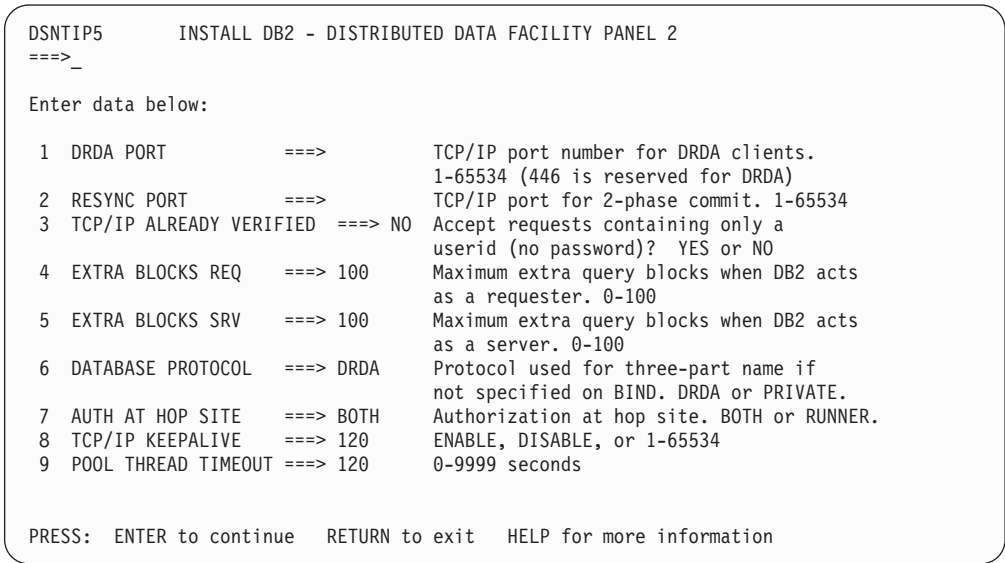 DSNTIP5 INSTALL DB2 - DISTRIBUTED DATA FACILITY PANEL 2
===>_
Enter data below:
1 DRDA PORT ===> TCP/IP port number for DRDA clients.
1-65534 (446 is reserved for DRDA)
2 RESYNC PORT ===> TCP/IP port for 2-phase commit. 1-65534
3 TCP/IP ALREADY VERIFIED ===> NO Accept requests containing only a
userid (no password)? YES or NO
4 EXTRA BLOCKS REQ ===> 100 Maximum extra query blocks when DB2 acts
as a requester. 0-100
5 EXTRA BLOCKS SRV ===> 100 Maximum extra query blocks when DB2 acts
as a server. 0-100
6 DATABASE PROTOCOL ===> DRDA Protocol used for three-part name if
not specified on BIND. DRDA or PRIVATE.
7 AUTH AT HOP SITE ===> BOTH Authorization at hop site. BOTH or RUNNER.
8 TCP/IP KEEPALIVE ===> 120 ENABLE, DISABLE, or 1-65534
9 POOL THREAD TIMEOUT ===> 120 0-9999 seconds
PRESS: ENTER to continue RETURN to exit HELP for more information